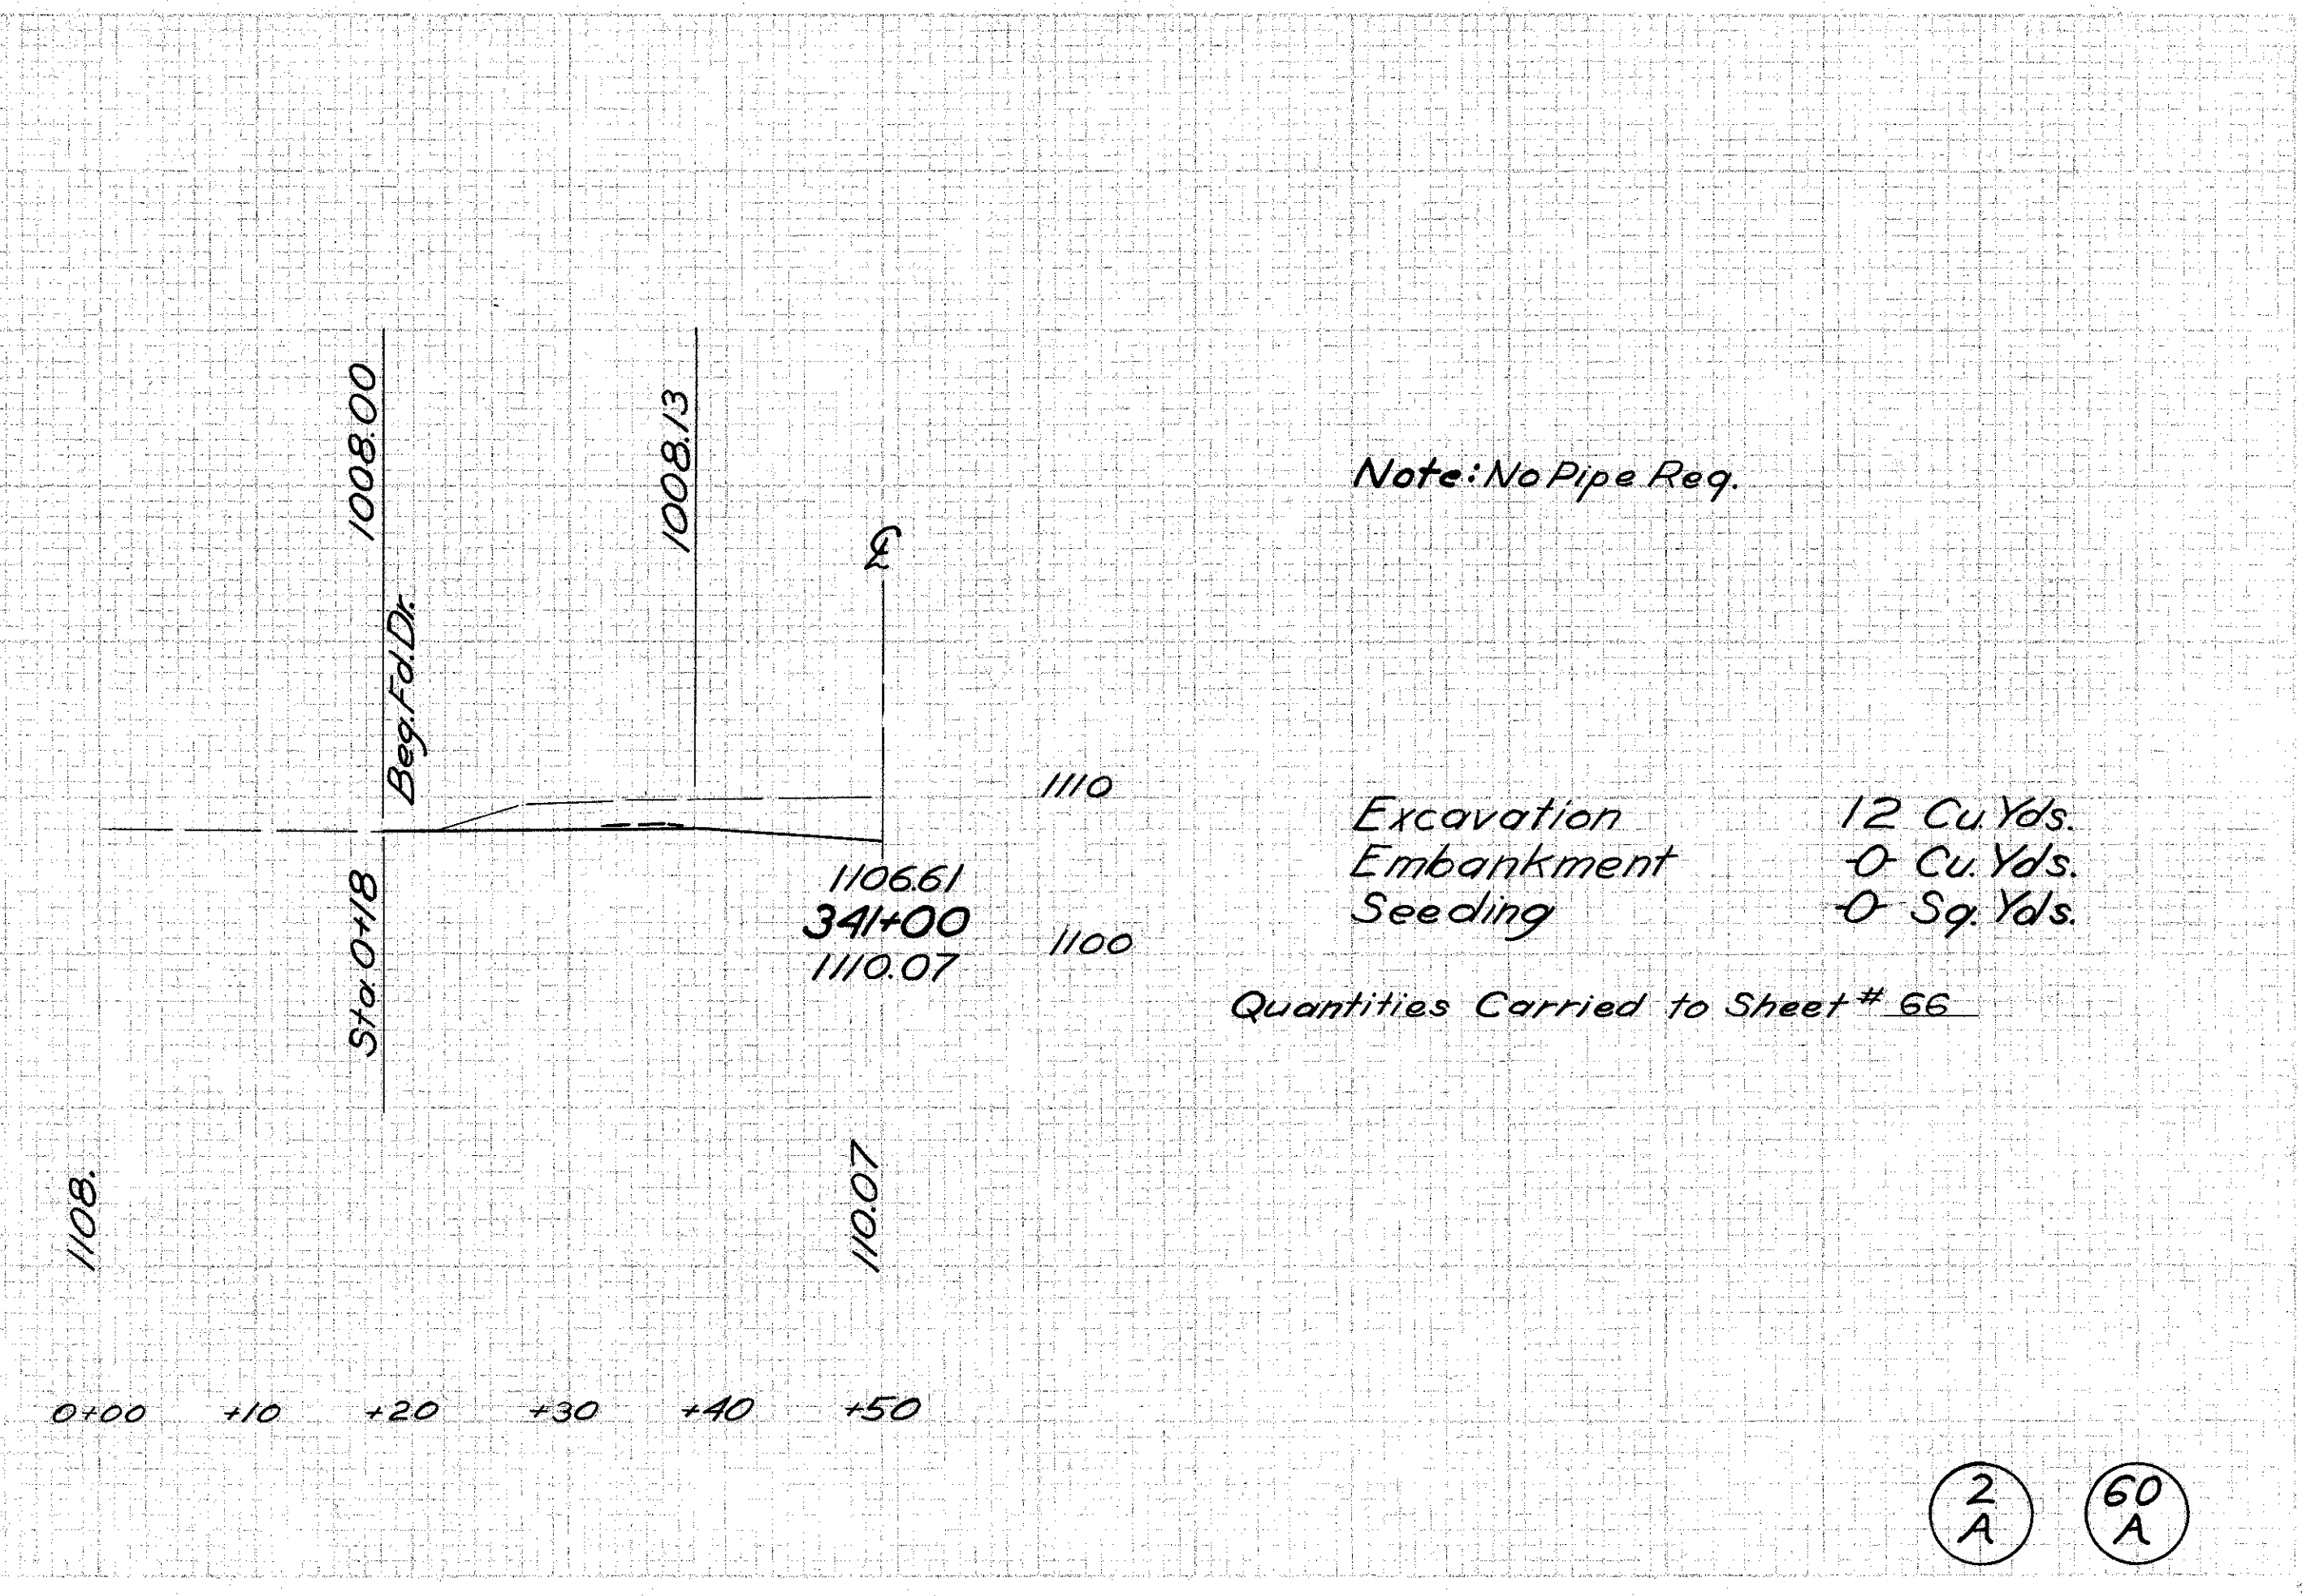 1008.00
1008.13
Note: No Pipe Req.
℄
Beg. Fd. Dr.
1110
Excavation 12 Cu. Yds.
Embankment -0- Cu. Yds.
Seeding -0- Sq. Yds.
1106.61
341+00
1110.07
1100
Sta. 0+18
Quantities Carried to Sheet # 66
1108.
110.07
0+00 +10 +20 +30 +40 +50
2
A
60
A